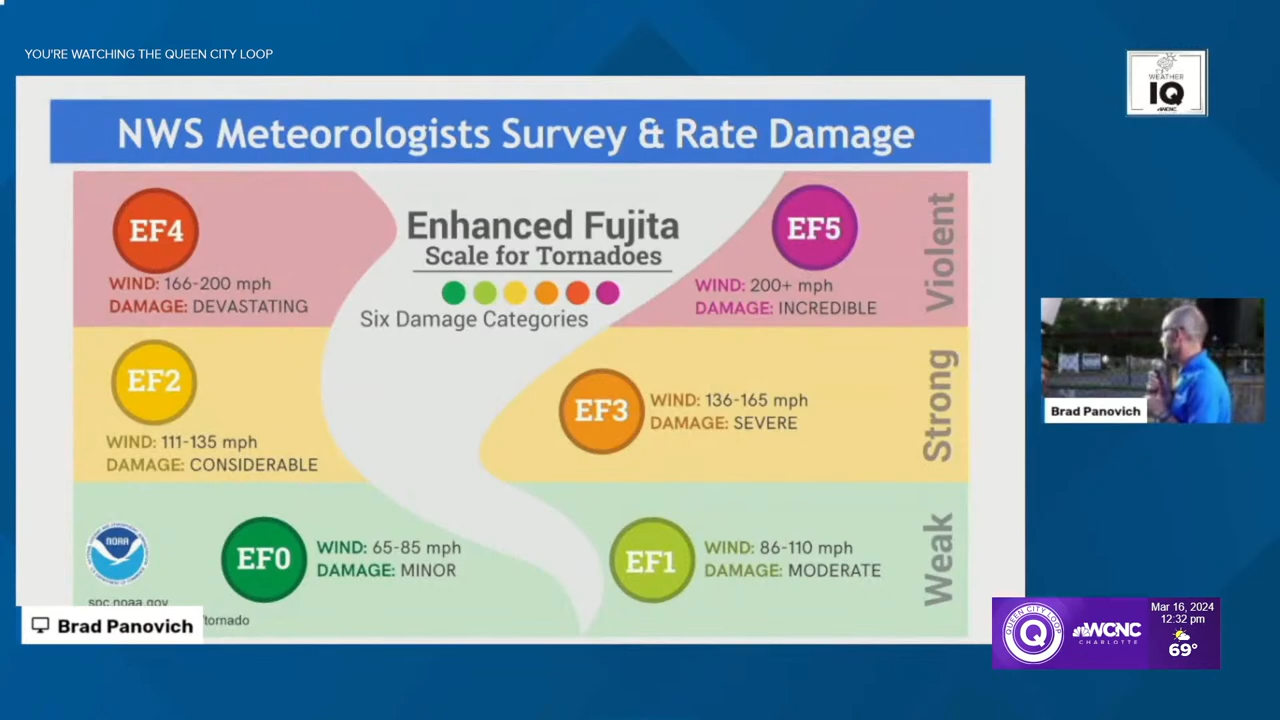 YOU'RE WATCHING THE QUEEN CITY LOOP
WEATHER
IQ
WCNC
NWS Meteorologists Survey & Rate Damage
EF4
WIND: 166-200 mph
DAMAGE: DEVASTATING
Enhanced Fujita
Scale for Tornadoes
Six Damage Categories
EF5
WIND: 200+ mph
DAMAGE: INCREDIBLE
Violent
EF2
WIND: 111-135 mph
DAMAGE: CONSIDERABLE
EF3
WIND: 136-165 mph
DAMAGE: SEVERE
Strong
NOAA
EF0
WIND: 65-85 mph
DAMAGE: MINOR
EF1
WIND: 86-110 mph
DAMAGE: MODERATE
Weak
spc.noaa.gov
/tornado
Brad Panovich
Brad Panovich
QUEEN CITY LOOP
Q
WCNC
CHARLOTTE
Mar 16, 2024
12:32 pm
69°